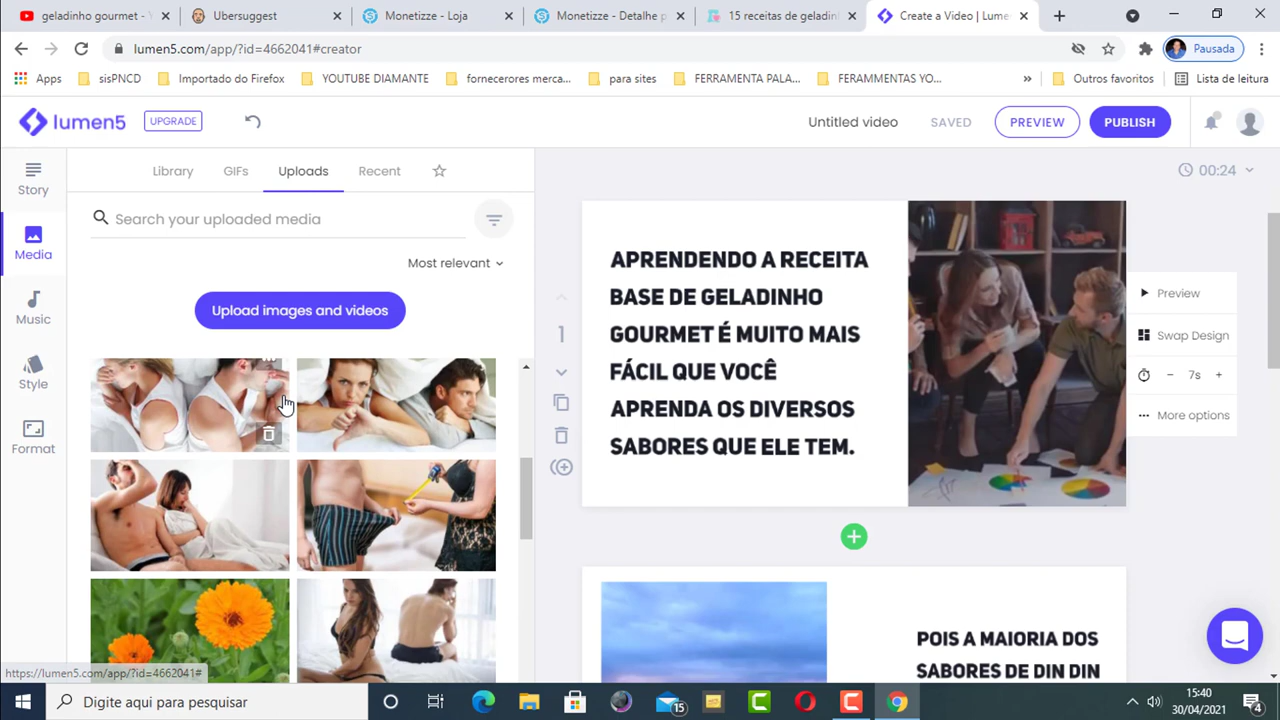 geladinho gourmet - Y
Ubersuggest
Monetizze - Loja
Monetizze - Detalhe p
15 receitas de geladin
Create a Video | Lume
lumen5.com/app/?id=4662041#creator
Pausada
Apps
sisPNCD
Importado do Firefox
YOUTUBE DIAMANTE
fornecerores merca...
para sites
FERRAMENTA PALA...
FERAMMENTAS YO...
»
Outros favoritos
Lista de leitura
lumen5
UPGRADE
Untitled video
SAVED
PREVIEW
PUBLISH
Story
Media
Music
Style
Format
Library
GIFs
Uploads
Recent
Search your uploaded media
Most relevant
Upload images and videos
00:24
1
APRENDENDO A RECEITA
BASE DE GELADINHO
GOURMET É MUITO MAIS
FÁCIL QUE VOCÊ
APRENDA OS DIVERSOS
SABORES QUE ELE TEM.
Preview
Swap Design
- 7s +
More options
POIS A MAIORIA DOS
SABORES DE DIN DIN
https://lumen5.com/app/?id=4662041#
Digite aqui para pesquisar
15
15:40
30/04/2021
4